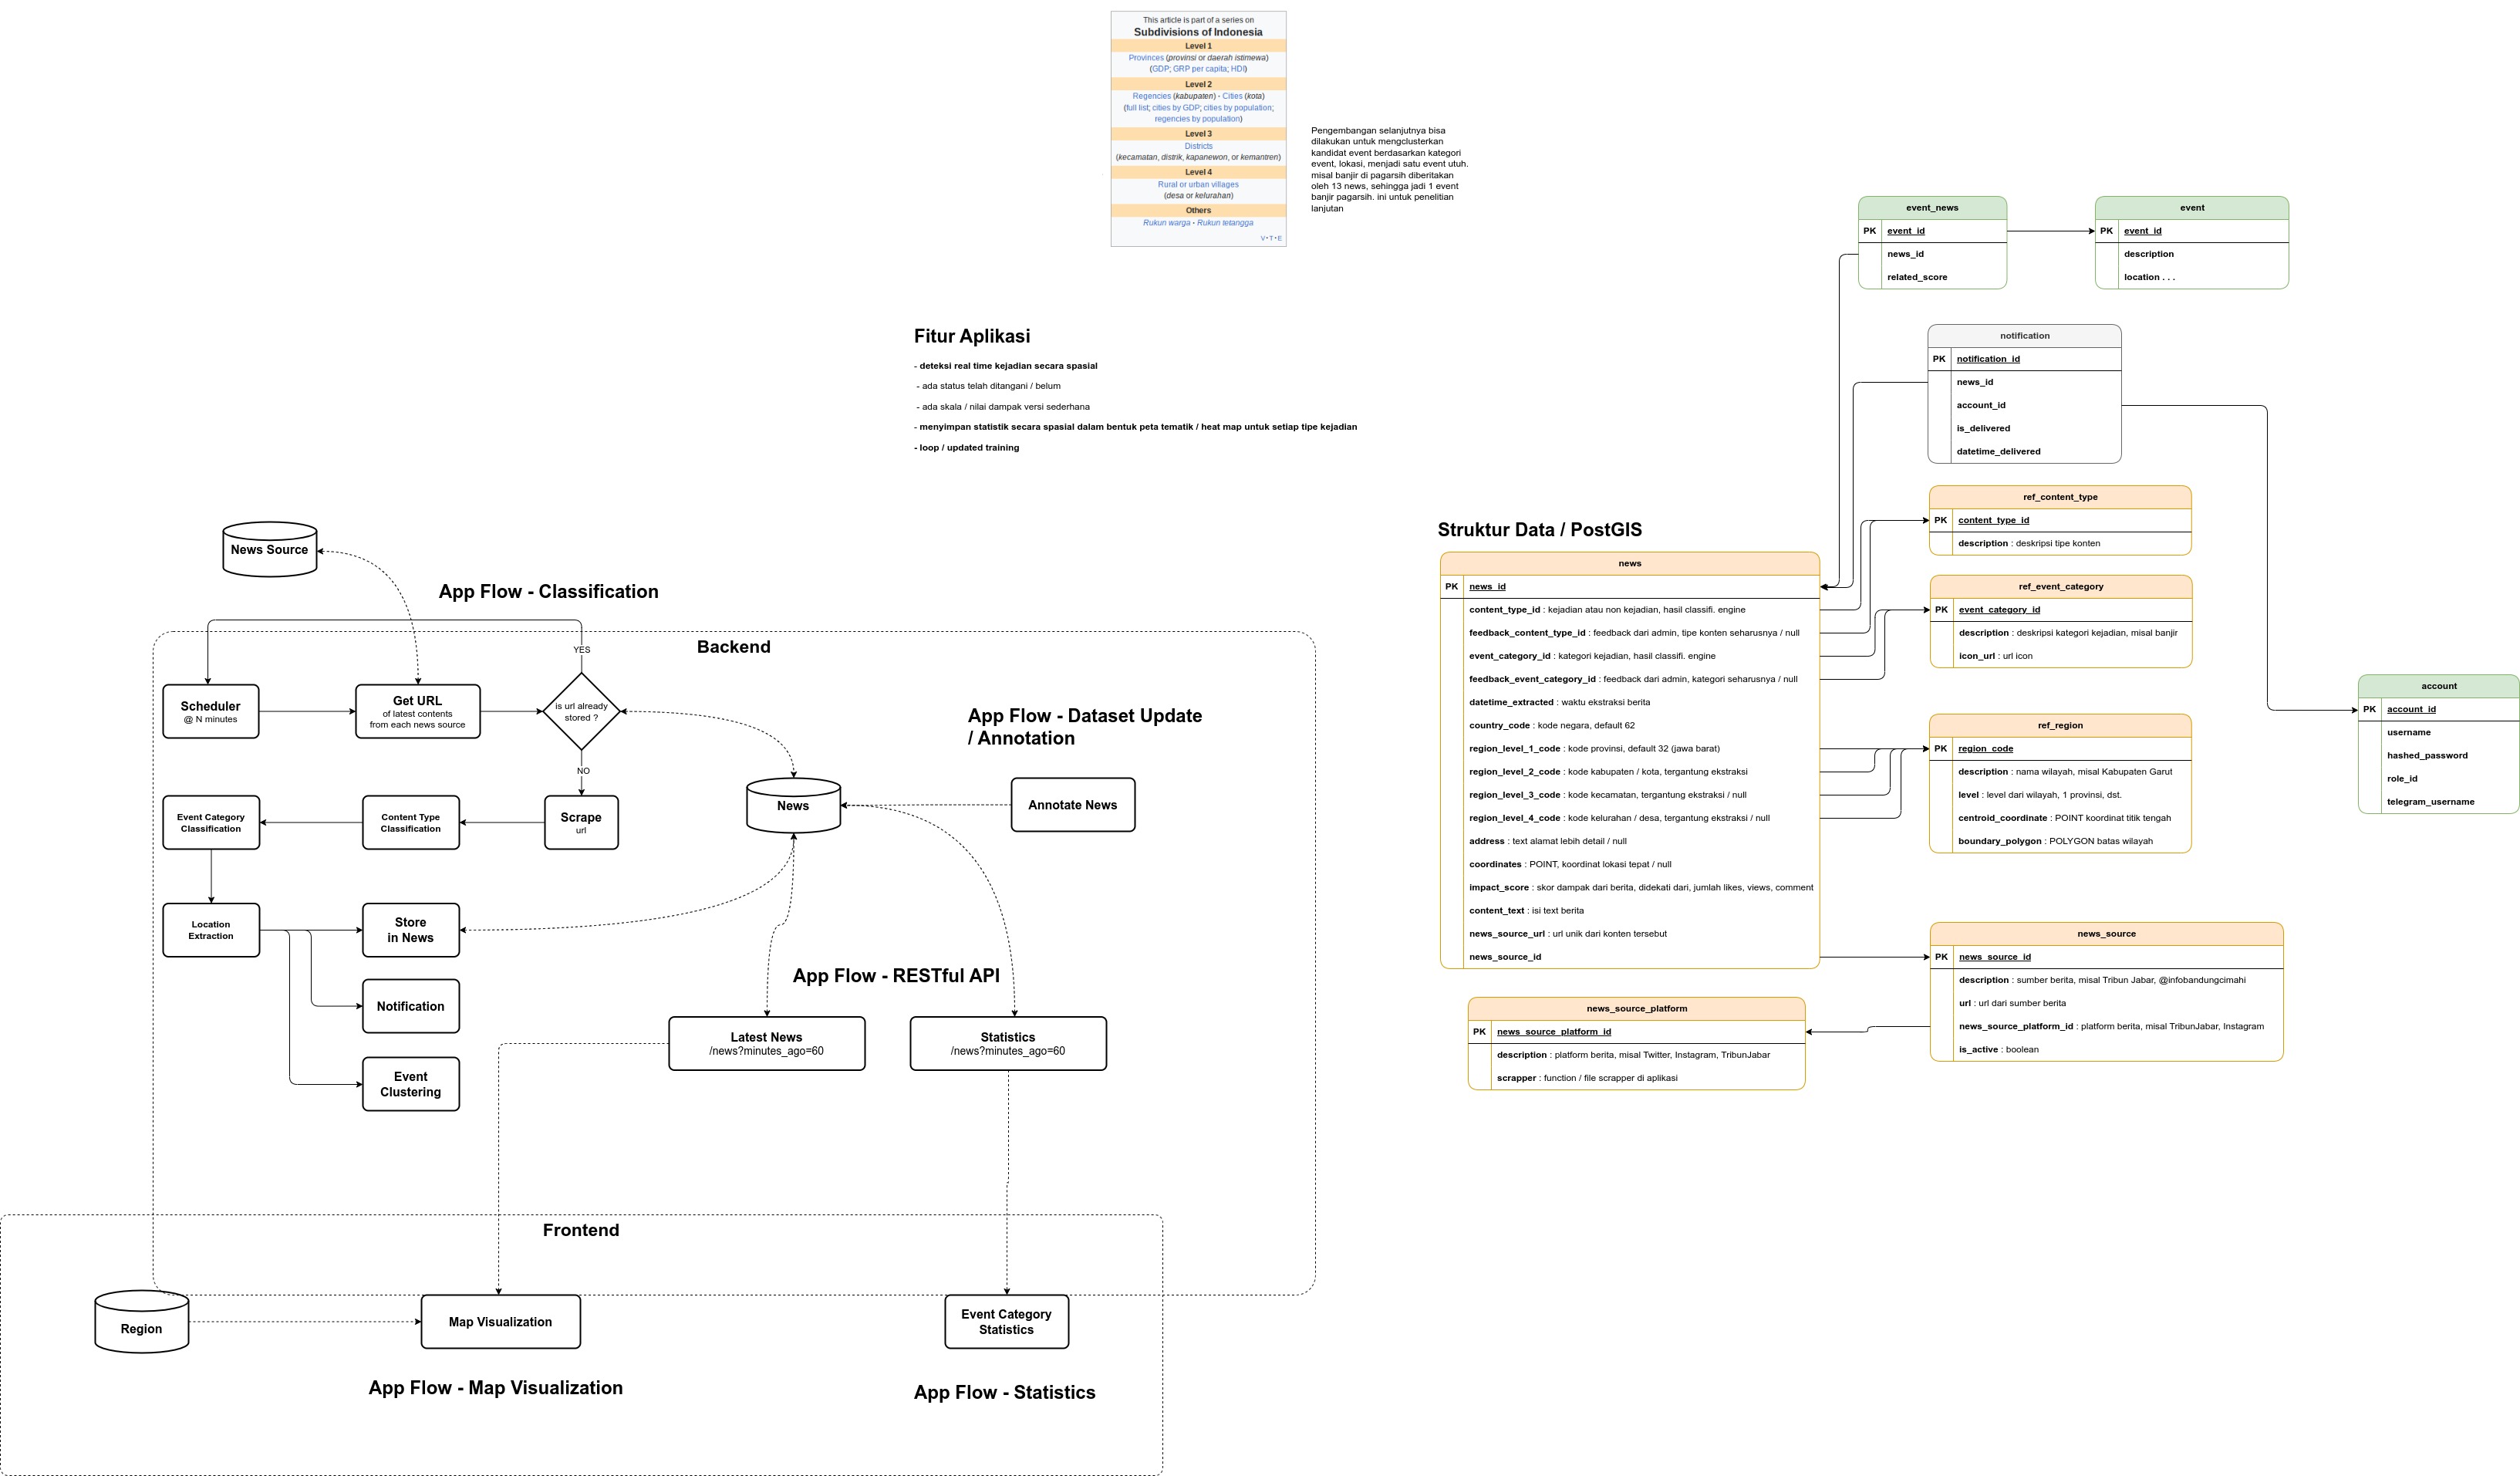 This article is part of a series on
Subdivisions of Indonesia
Level 1
Provinces (provinsi or daerah istimewa)
(GDP; GRP per capita; HDI)
Level 2
Regencies (kabupaten) · Cities (kota)
(full list; cities by GDP; cities by population;
regencies by population)
Level 3
Districts
(kecamatan, distrik, kapanewon, or kemantren)
Level 4
Rural or urban villages
(desa or kelurahan)
Others
Rukun warga · Rukun tetangga
V · T · E
Pengembangan selanjutnya bisa
dilakukan untuk mengclusterkan
kandidat event berdasarkan kategori
event, lokasi, menjadi satu event utuh.
misal banjir di pagarsih diberitakan
oleh 13 news, sehingga jadi 1 event
banjir pagarsih. ini untuk penelitian
lanjutan
Fitur Aplikasi
- deteksi real time kejadian secara spasial
- ada status telah ditangani / belum
- ada skala / nilai dampak versi sederhana
- menyimpan statistik secara spasial dalam bentuk peta tematik / heat map untuk setiap tipe kejadian
- loop / updated training
News Source
App Flow - Classification
Backend
YES
Scheduler
@ N minutes
Get URL
of latest contents
from each news source
is url already
stored ?
NO
App Flow - Dataset Update
/ Annotation
Event Category
Classification
Content Type
Classification
Scrape
url
News
Annotate News
Location
Extraction
Store
in News
Notification
Event
Clustering
App Flow - RESTful API
Latest News
/news?minutes_ago=60
Statistics
/news?minutes_ago=60
Frontend
Region
Map Visualization
Event Category
Statistics
App Flow - Map Visualization
App Flow - Statistics
event_news
PK event_id
news_id
related_score
event
PK event_id
description
location . . .
notification
PK notification_id
news_id
account_id
is_delivered
datetime_delivered
Struktur Data / PostGIS
news
PK news_id
content_type_id : kejadian atau non kejadian, hasil classifi. engine
feedback_content_type_id : feedback dari admin, tipe konten seharusnya / null
event_category_id : kategori kejadian, hasil classifi. engine
feedback_event_category_id : feedback dari admin, kategori seharusnya / null
datetime_extracted : waktu ekstraksi berita
country_code : kode negara, default 62
region_level_1_code : kode provinsi, default 32 (jawa barat)
region_level_2_code : kode kabupaten / kota, tergantung ekstraksi
region_level_3_code : kode kecamatan, tergantung ekstraksi / null
region_level_4_code : kode kelurahan / desa, tergantung ekstraksi / null
address : text alamat lebih detail / null
coordinates : POINT, koordinat lokasi tepat / null
impact_score : skor dampak dari berita, didekati dari, jumlah likes, views, comment
content_text : isi text berita
news_source_url : url unik dari konten tersebut
news_source_id
ref_content_type
PK content_type_id
description : deskripsi tipe konten
ref_event_category
PK event_category_id
description : deskripsi kategori kejadian, misal banjir
icon_url : url icon
ref_region
PK region_code
description : nama wilayah, misal Kabupaten Garut
level : level dari wilayah, 1 provinsi, dst.
centroid_coordinate : POINT koordinat titik tengah
boundary_polygon : POLYGON batas wilayah
account
PK account_id
username
hashed_password
role_id
telegram_username
news_source
PK news_source_id
description : sumber berita, misal Tribun Jabar, @infobandungcimahi
url : url dari sumber berita
news_source_platform_id : platform berita, misal TribunJabar, Instagram
is_active : boolean
news_source_platform
PK news_source_platform_id
description : platform berita, misal Twitter, Instagram, TribunJabar
scrapper : function / file scrapper di aplikasi